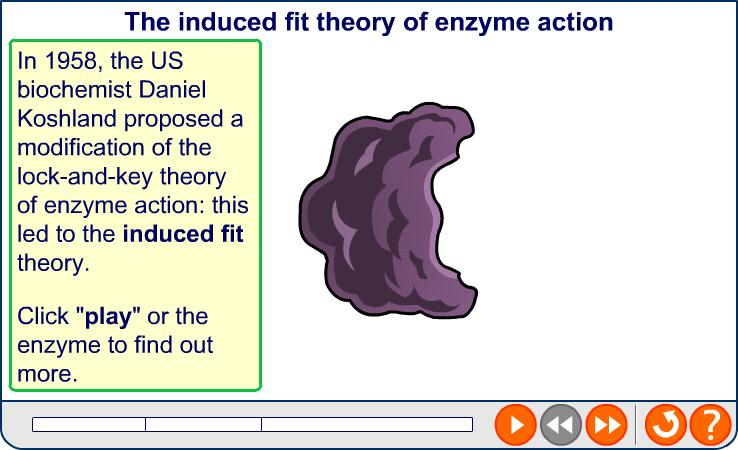 The induced fit theory of enzyme action
In 1958, the US
biochemist Daniel
Koshland proposed a
modification of the
lock-and-key theory
of enzyme action: this
led to the induced fit
theory.
Click "play" or the
enzyme to find out
more.
?